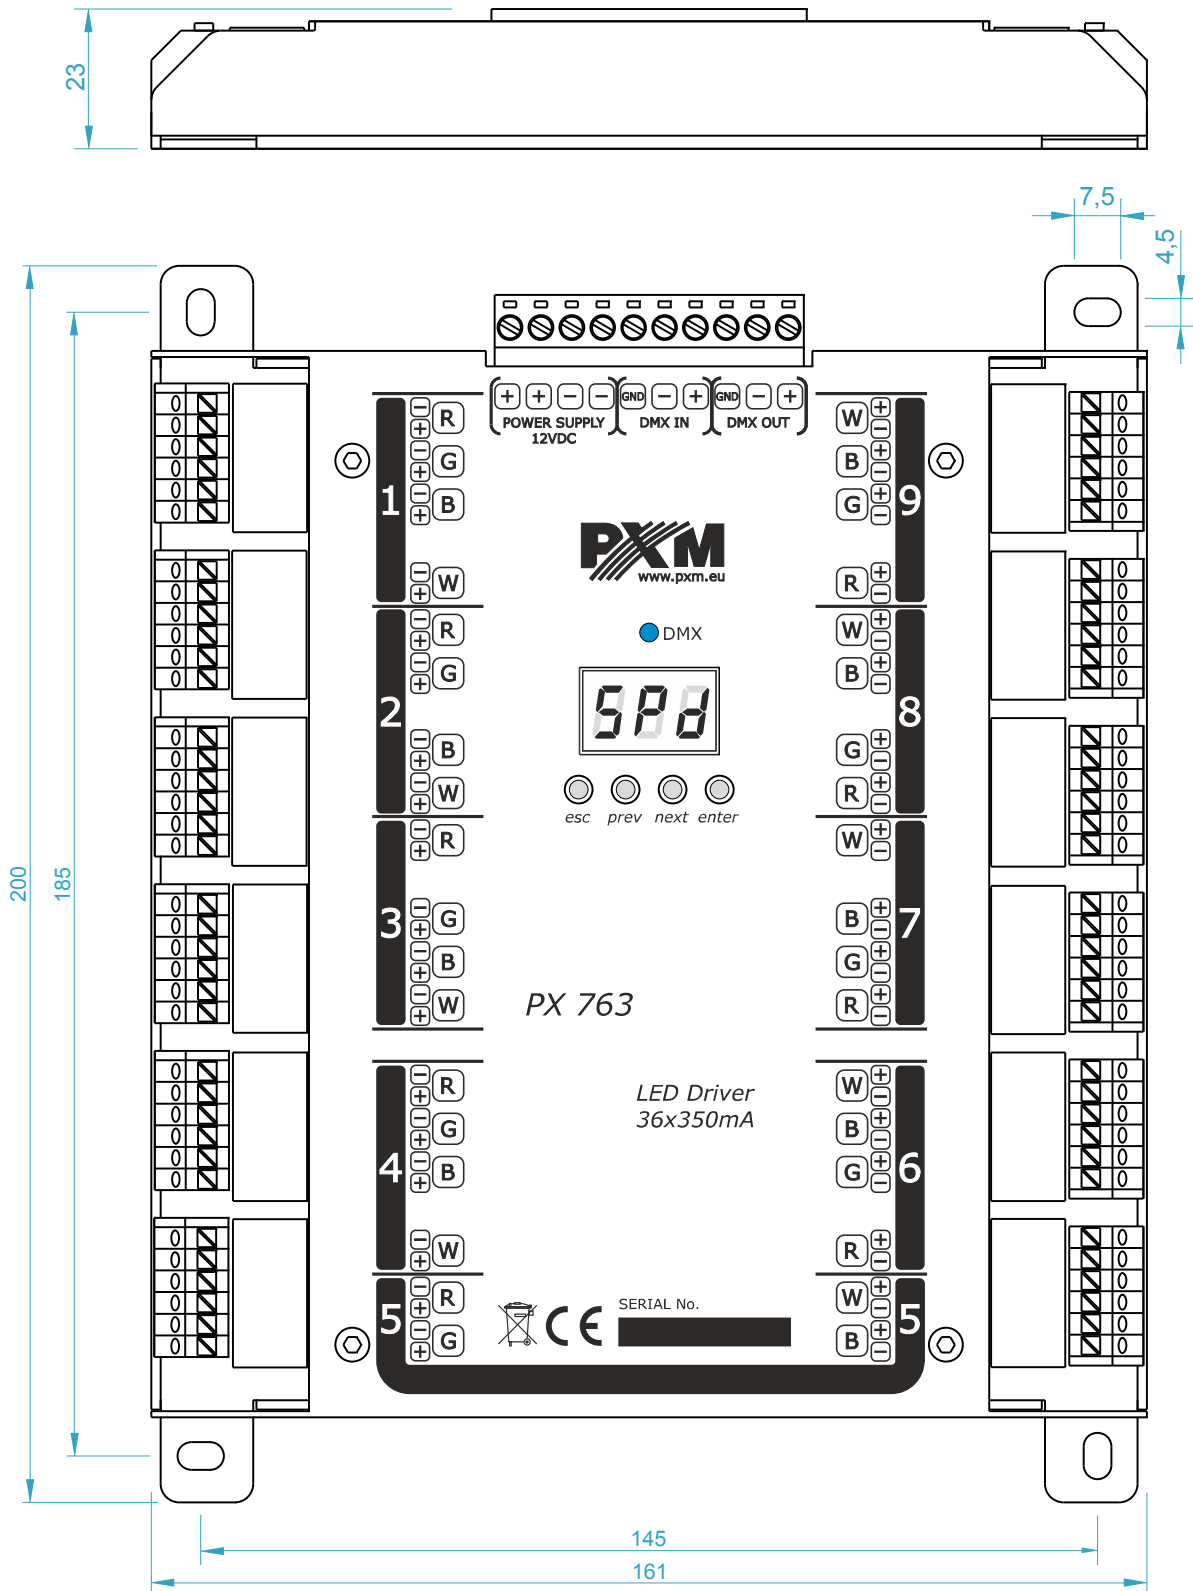 23
7,5
4,5
200
185
+ + − − GND − + GND − +
POWER SUPPLY
12VDC
DMX IN
DMX OUT
1
− +
R
− +
G
− +
B
− +
W
2
− +
R
− +
G
− +
B
− +
W
3
− +
R
− +
G
− +
B
− +
W
4
− +
R
− +
G
− +
B
− +
W
5
− +
R
− +
G
PXM
www.pxm.eu
DMX
SPd
esc prev next enter
PX 763
LED Driver
36x350mA
SERIAL No.
CE
W
+ −
B
+ −
G
+ −
R
+ −
9
W
+ −
B
+ −
G
+ −
R
+ −
8
W
+ −
B
+ −
G
+ −
R
+ −
7
W
+ −
B
+ −
G
+ −
R
+ −
6
W
+ −
B
+ −
5
145
161